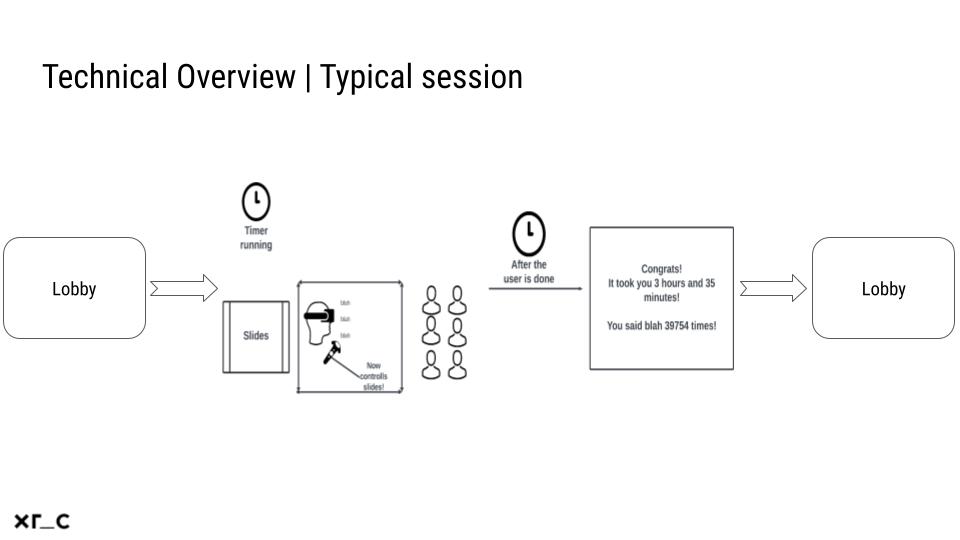 Technical Overview | Typical session
Timer
running
Lobby
Slides
blah
blah
blah
Now
controlls
slides!
After the
user is done
Congrats!
It took you 3 hours and 35
minutes!
You said blah 39754 times!
Lobby
xr_c